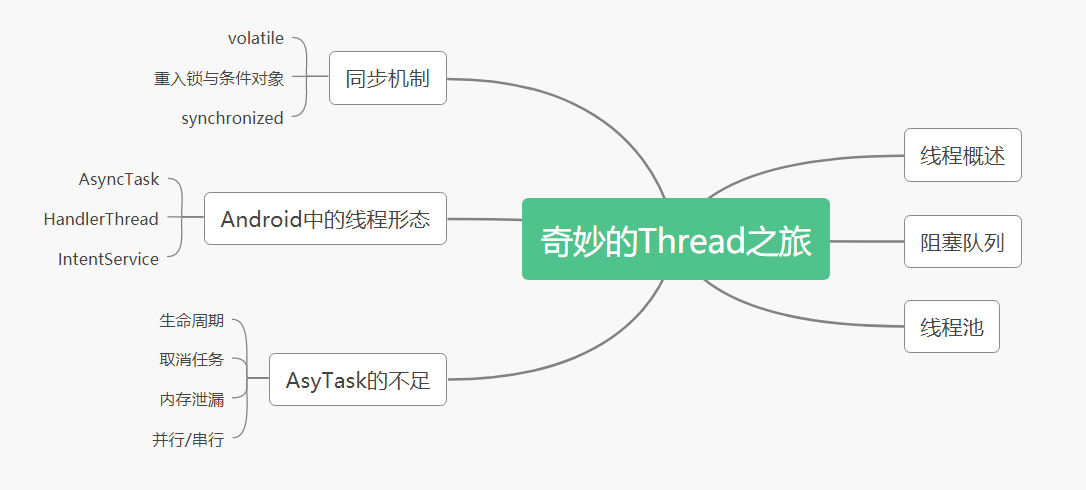 奇妙的Thread之旅
线程概述
阻塞队列
线程池
同步机制
volatile
重入锁与条件对象
synchronized
Android中的线程形态
AsyncTask
HandlerThread
IntentService
AsyTask的不足
生命周期
取消任务
内存泄漏
并行/串行